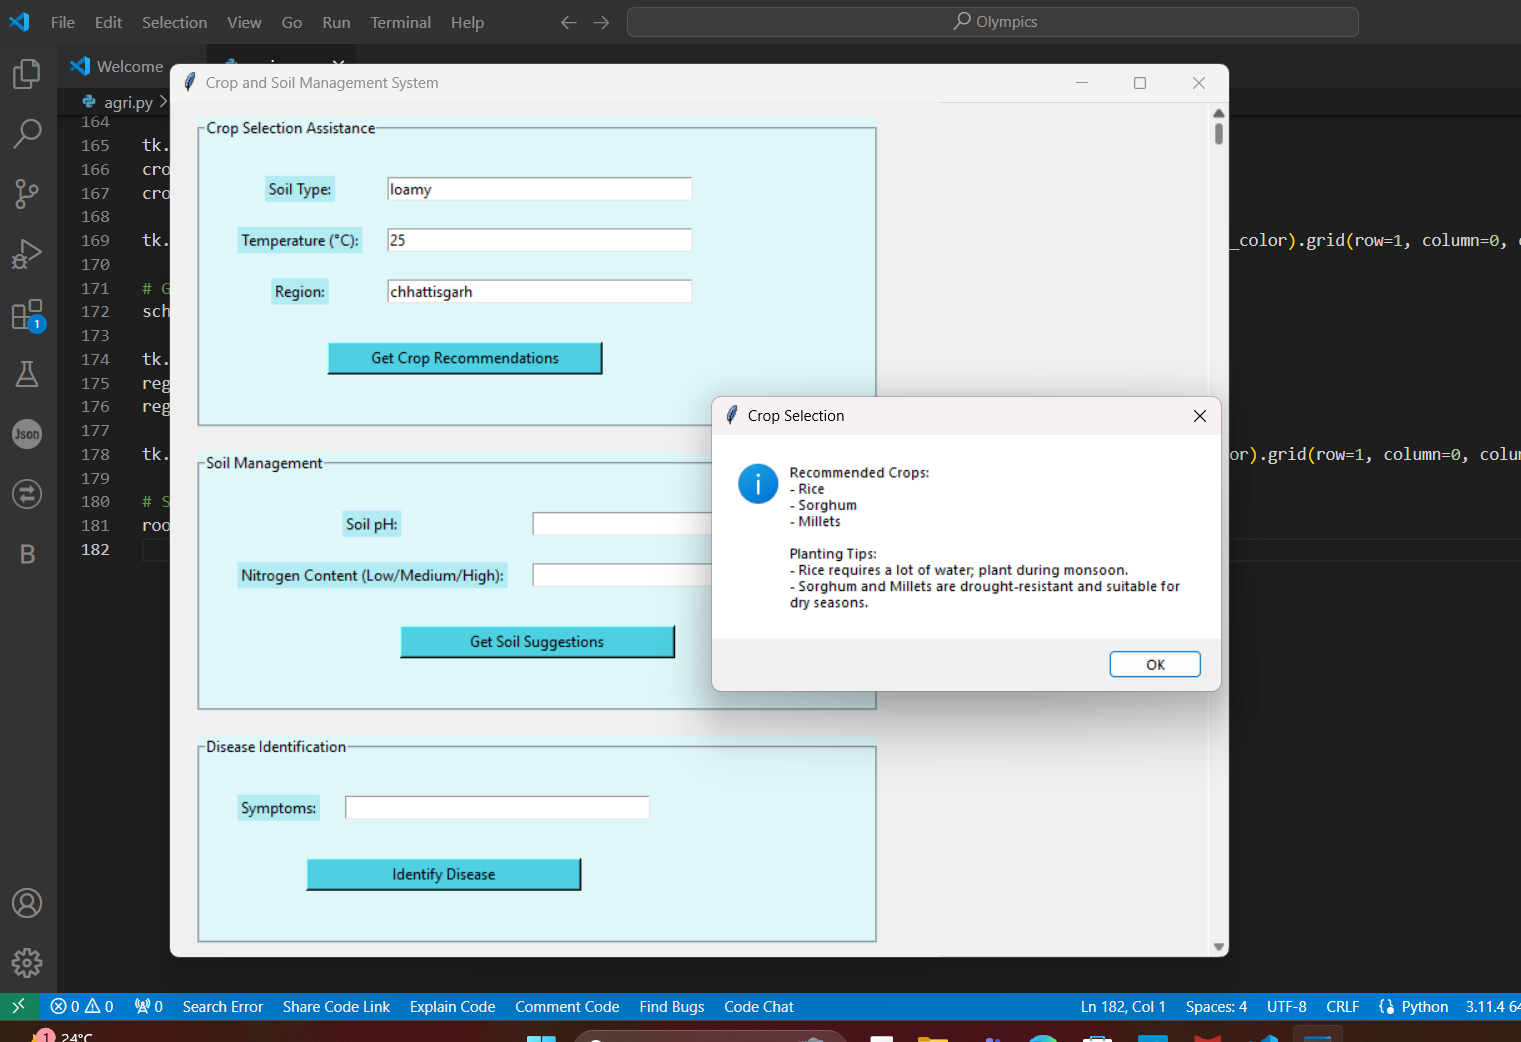 File Edit Selection View Go Run Terminal Help
Olympics
Welcome
agri.py
Crop and Soil Management System
164
165 tk.
166 cro
167 cro
168
169 tk. _color).grid(row=1, column=0,
170
171 # G
172 sch
173
174 tk.
175 reg
176 reg
177
178 tk. or).grid(row=1, column=0, colu
179
180 # S
181 roo
182
Crop Selection Assistance
Soil Type: loamy
Temperature (°C): 25
Region: chhattisgarh
Get Crop Recommendations
Soil Management
Soil pH:
Nitrogen Content (Low/Medium/High):
Get Soil Suggestions
Disease Identification
Symptoms:
Identify Disease
Crop Selection
Recommended Crops:
- Rice
- Sorghum
- Millets
Planting Tips:
- Rice requires a lot of water; plant during monsoon.
- Sorghum and Millets are drought-resistant and suitable for
dry seasons.
OK
1
Json
B
0 0 0 Search Error Share Code Link Explain Code Comment Code Find Bugs Code Chat Ln 182, Col 1 Spaces: 4 UTF-8 CRLF Python 3.11.4 64
1 24°C